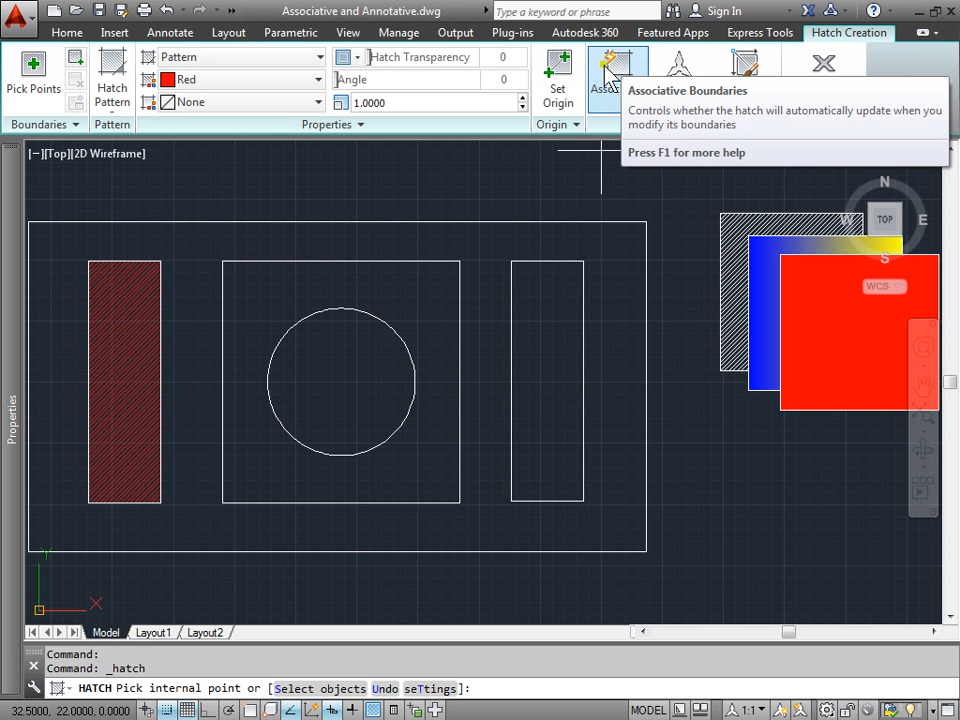 Associative and Annotative.dwg
Type a keyword or phrase
Sign In
Home Insert Annotate Layout Parametric View Manage Output Plug-ins Autodesk 360 Featured Apps Express Tools Hatch Creation
Pick Points
Hatch
Pattern
Pattern
Red
None
Hatch Transparency 0
Angle 0
1.0000
Set
Origin
Boundaries Pattern Properties Origin
Associative Boundaries
Controls whether the hatch will automatically update when you
modify its boundaries
Press F1 for more help
[−][Top][2D Wireframe]
N
W TOP E
S
WCS
Properties
Y
X
Model Layout1 Layout2
Command:
Command: _hatch
HATCH Pick internal point or [Select objects Undo seTtings]:
32.5000, 22.0000, 0.0000
MODEL
1:1